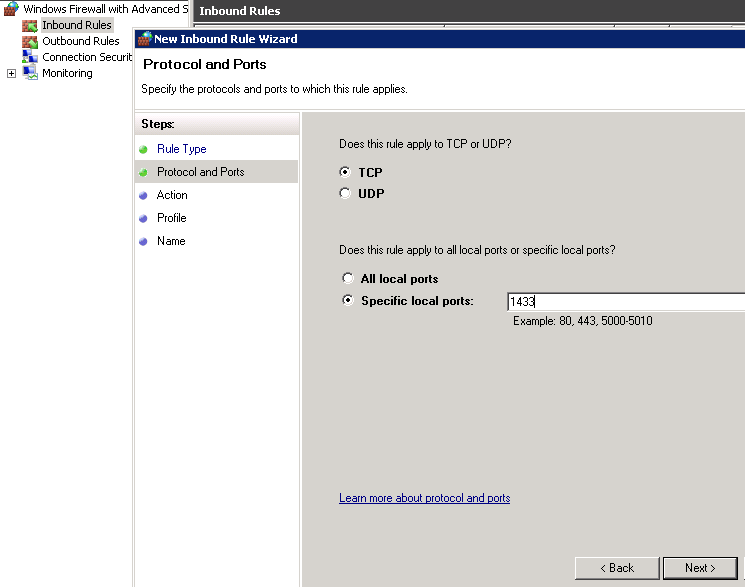 Windows Firewall with Advanced S
Inbound Rules
Outbound Rules
Connection Securit
Monitoring
Inbound Rules
New Inbound Rule Wizard
Protocol and Ports
Specify the protocols and ports to which this rule applies.
Steps:
Rule Type
Protocol and Ports
Action
Profile
Name
Does this rule apply to TCP or UDP?
TCP
UDP
Does this rule apply to all local ports or specific local ports?
All local ports
Specific local ports:
1433
Example: 80, 443, 5000-5010
Learn more about protocol and ports
< Back
Next >